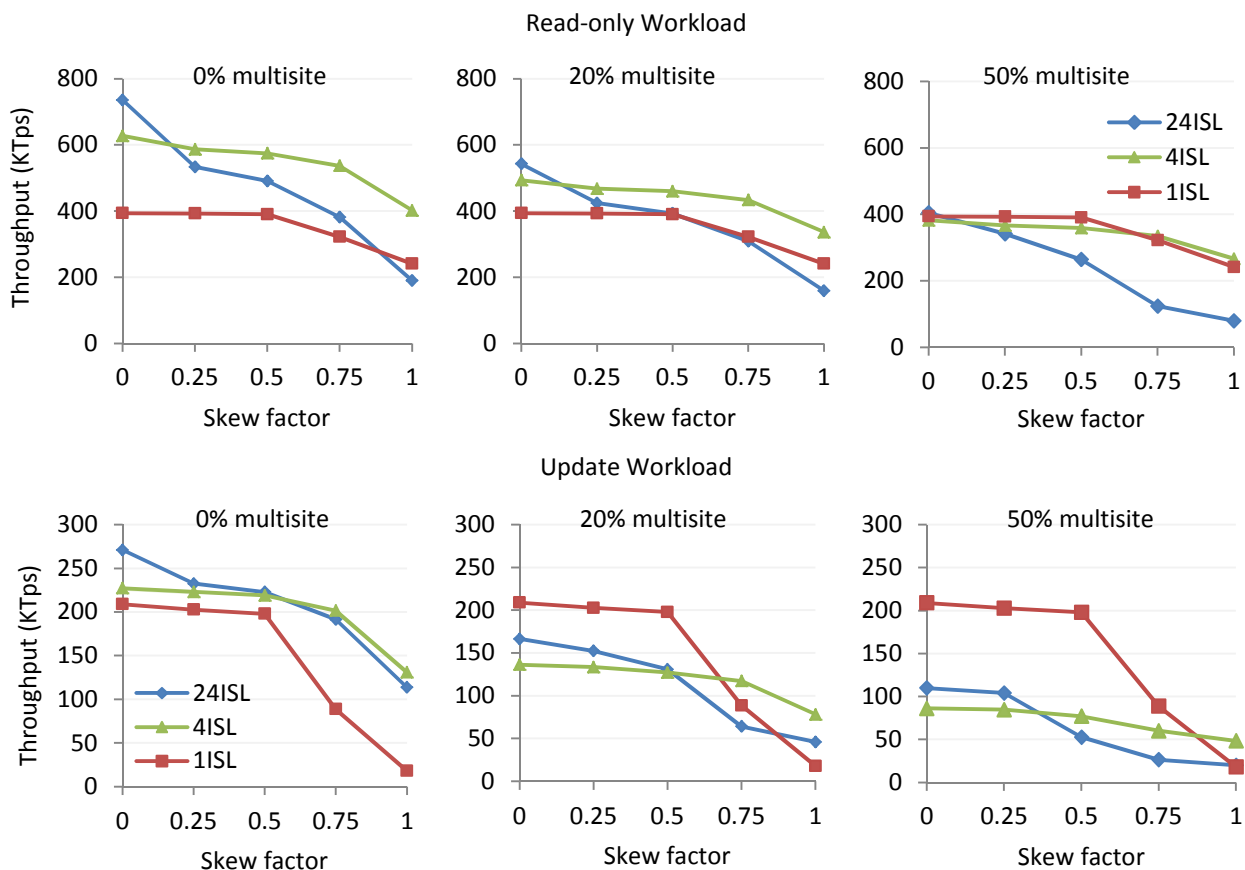 Read-only Workload
0% multisite
20% multisite
50% multisite
Throughput (KTps)
800
600
400
200
0
0 0.25 0.5 0.75 1
Skew factor
800
600
400
200
0
0 0.25 0.5 0.75 1
Skew factor
800
600
400
200
0
24ISL
4ISL
1ISL
0 0.25 0.5 0.75 1
Skew factor
Update Workload
0% multisite
20% multisite
50% multisite
Throughput (KTps)
300
250
200
150
100
50
0
24ISL
4ISL
1ISL
0 0.25 0.5 0.75 1
Skew factor
300
250
200
150
100
50
0
0 0.25 0.5 0.75 1
Skew factor
300
250
200
150
100
50
0
0 0.25 0.5 0.75 1
Skew factor